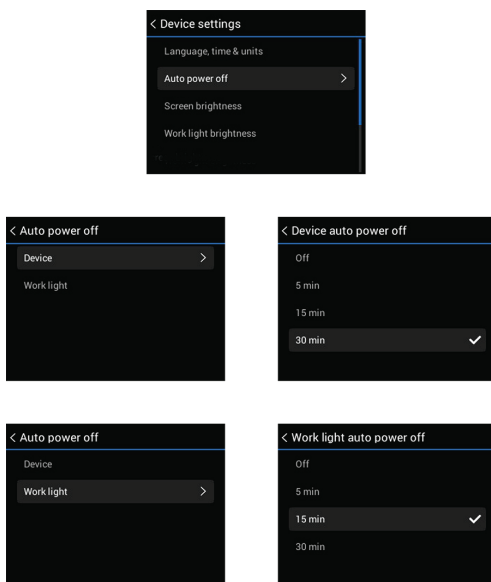 Device settings
Language, time & units
Auto power off
Screen brightness
Work light brightness
Auto power off
Device
Work light
Device auto power off
Off
5 min
15 min
30 min
Auto power off
Device
Work light
Work light auto power off
Off
5 min
15 min
30 min